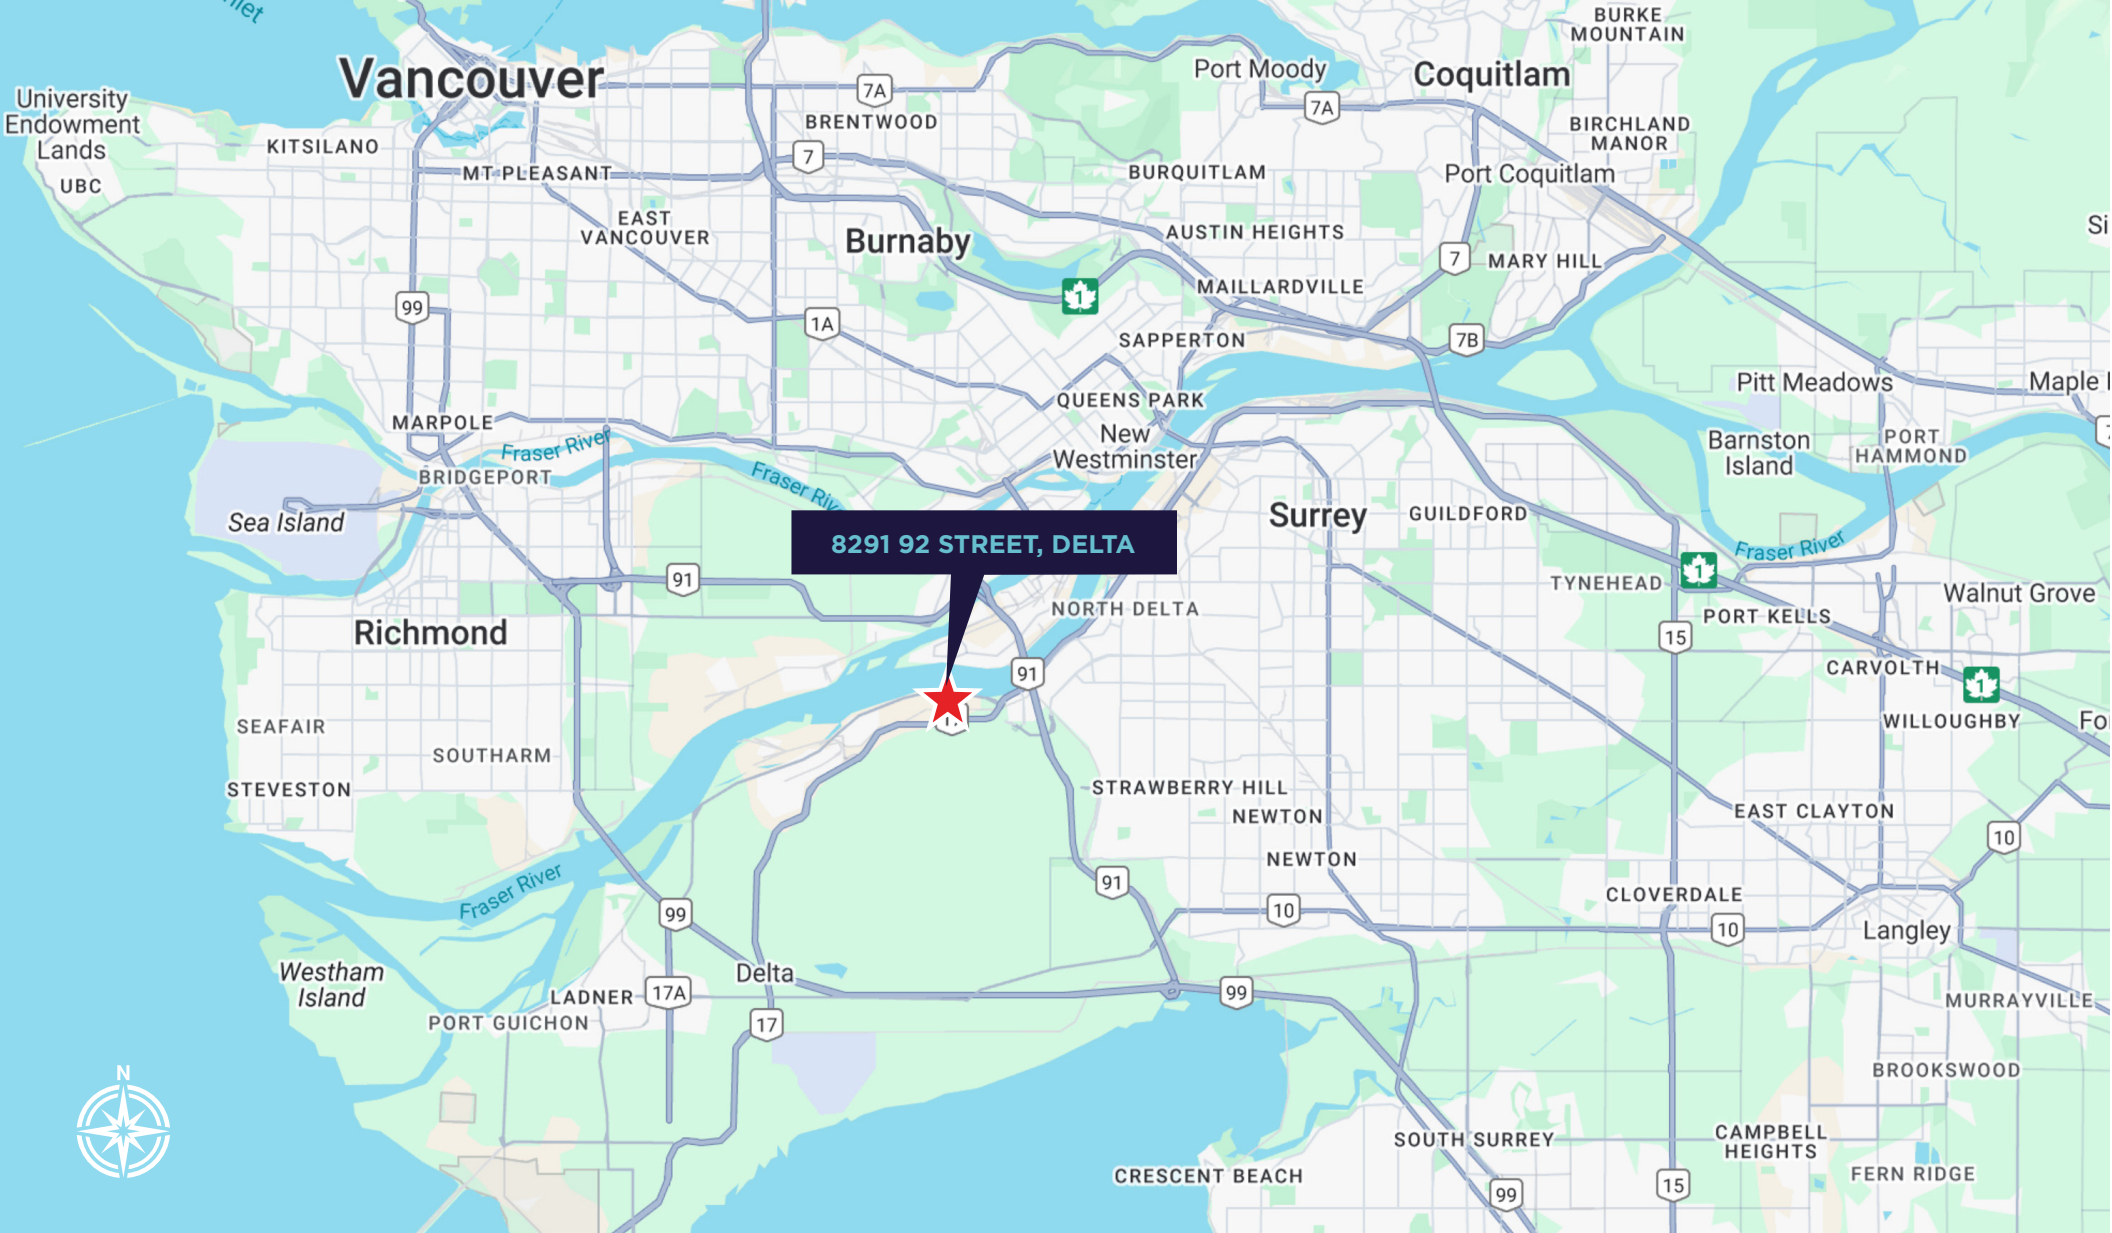 BURKE
MOUNTAIN
Vancouver
Port Moody
Coquitlam
University
Endowment
Lands
UBC
7A
7A
BRENTWOOD
BIRCHLAND
MANOR
KITSILANO
7
MT PLEASANT
BURQUITLAM
Port Coquitlam
EAST
VANCOUVER
Burnaby
AUSTIN HEIGHTS
7
MARY HILL
99
1
MAILLARDVILLE
1A
SAPPERTON
7B
Pitt Meadows
Maple
QUEENS PARK
MARPOLE
New
Westminster
Fraser River
Barnston
Island
PORT
HAMMOND
BRIDGEPORT
Fraser
Sea Island
Surrey
GUILDFORD
8291 92 STREET, DELTA
Fraser River
91
1
TYNEHEAD
Walnut Grove
NORTH DELTA
PORT KELLS
Richmond
15
91
CARVOLTH
1
SEAFAIR
WILLOUGHBY
SOUTHARM
STEVESTON
STRAWBERRY HILL
NEWTON
EAST CLAYTON
10
NEWTON
Fraser River
91
CLOVERDALE
99
10
10
Langley
Westham
Island
Delta
LADNER
17A
99
MURRAYVILLE
PORT GUICHON
17
BROOKSWOOD
N
SOUTH SURREY
CAMPBELL
HEIGHTS
CRESCENT BEACH
FERN RIDGE
99
15